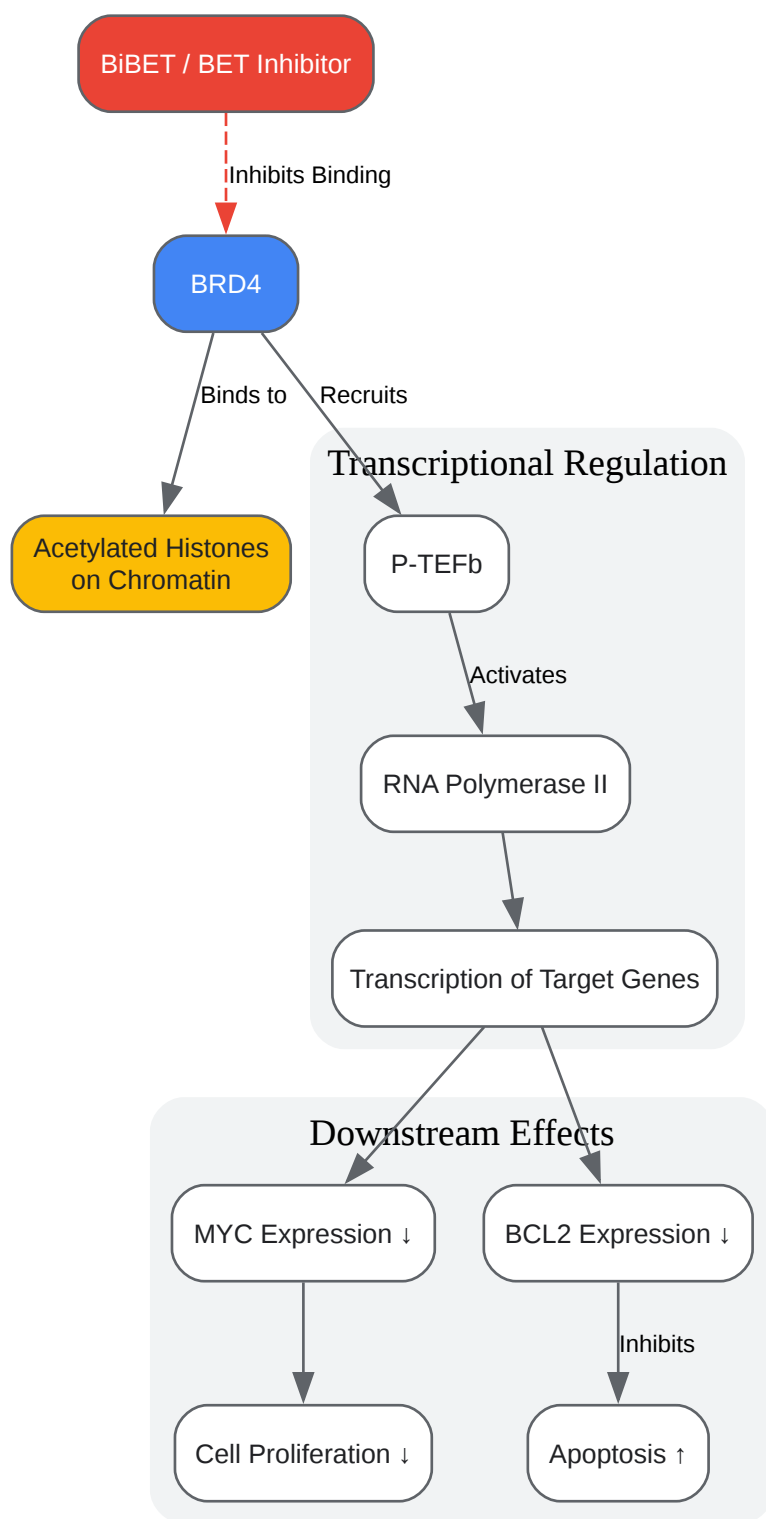 BiBET / BET Inhibitor
Inhibits Binding
BRD4
Binds to
Recruits
Transcriptional Regulation
Acetylated Histones
on Chromatin
P-TEFb
Activates
RNA Polymerase II
Transcription of Target Genes
Downstream Effects
MYC Expression ↓
BCL2 Expression ↓
Inhibits
Cell Proliferation ↓
Apoptosis ↑